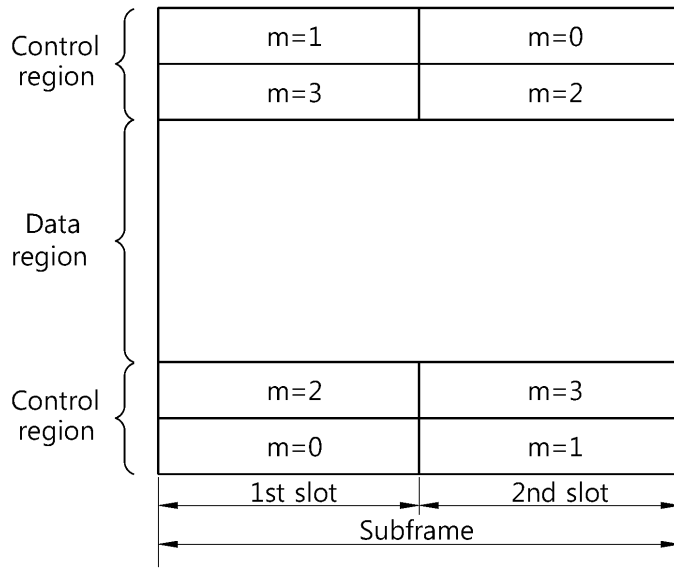 Control
region
m=1
m=0
m=3
m=2
Data
region
Control
region
m=2
m=3
m=0
m=1
1st slot
2nd slot
Subframe